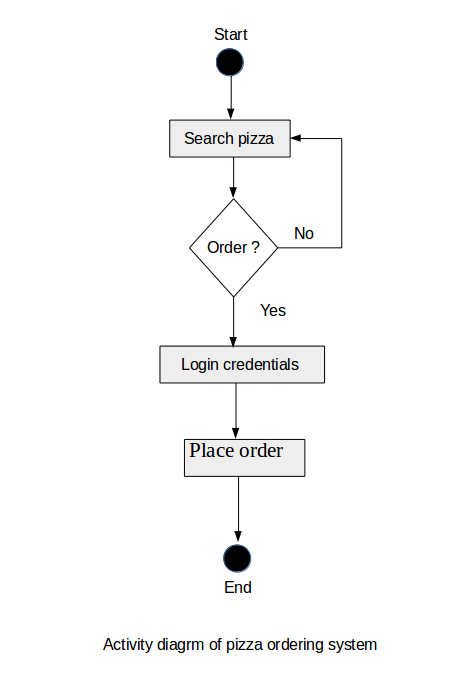 Start
Search pizza
Order ?
No
Yes
Login credentials
Place order
End
Activity diagrm of pizza ordering system